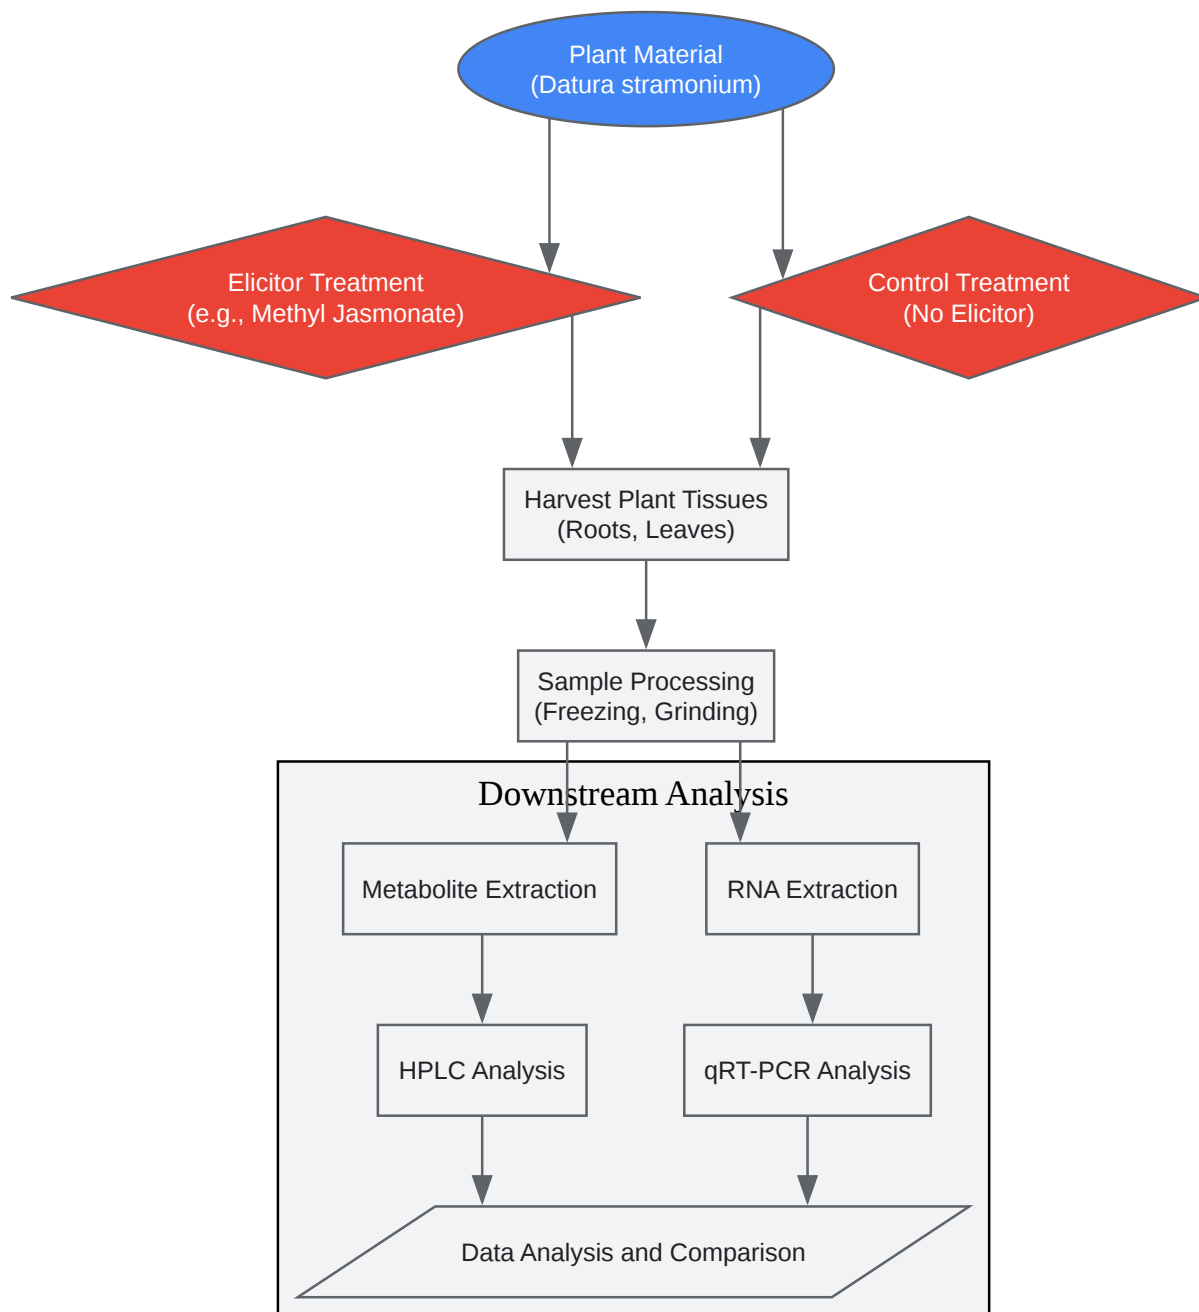 Plant Material
(Datura stramonium)
Elicitor Treatment
(e.g., Methyl Jasmonate)
Control Treatment
(No Elicitor)
Harvest Plant Tissues
(Roots, Leaves)
Sample Processing
(Freezing, Grinding)
Downstream Analysis
Metabolite Extraction
RNA Extraction
HPLC Analysis
qRT-PCR Analysis
Data Analysis and Comparison